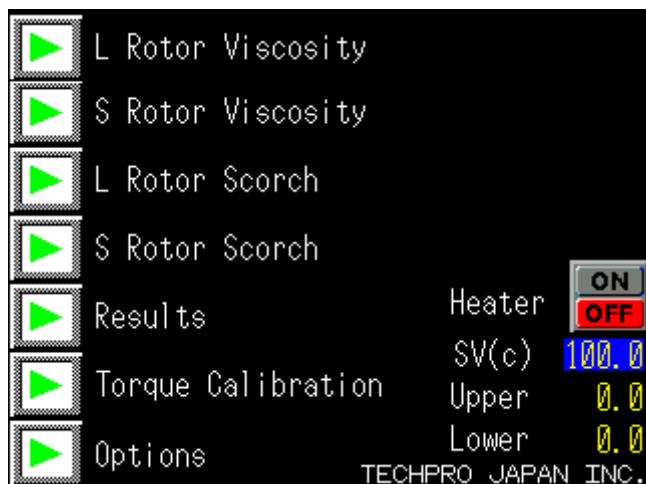 L Rotor Viscosity
S Rotor Viscosity
L Rotor Scorch
S Rotor Scorch
Results
Torque Calibration
Options
Heater
ON
OFF
SV(c) 100.0
Upper 0.0
Lower 0.0
TECHPRO JAPAN INC.